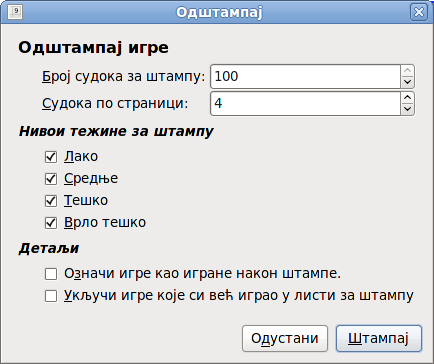 Одштампај
Одштампај игре
Број судока за штампу: 100
Судока по страници: 4
Нивои тежине за штампу
Лако
Средње
Тешко
Врло тешко
Детаљи
Означи игре као игране након штампе.
Укључи игре које си већ играо у листи за штампу
Одустани Штампај